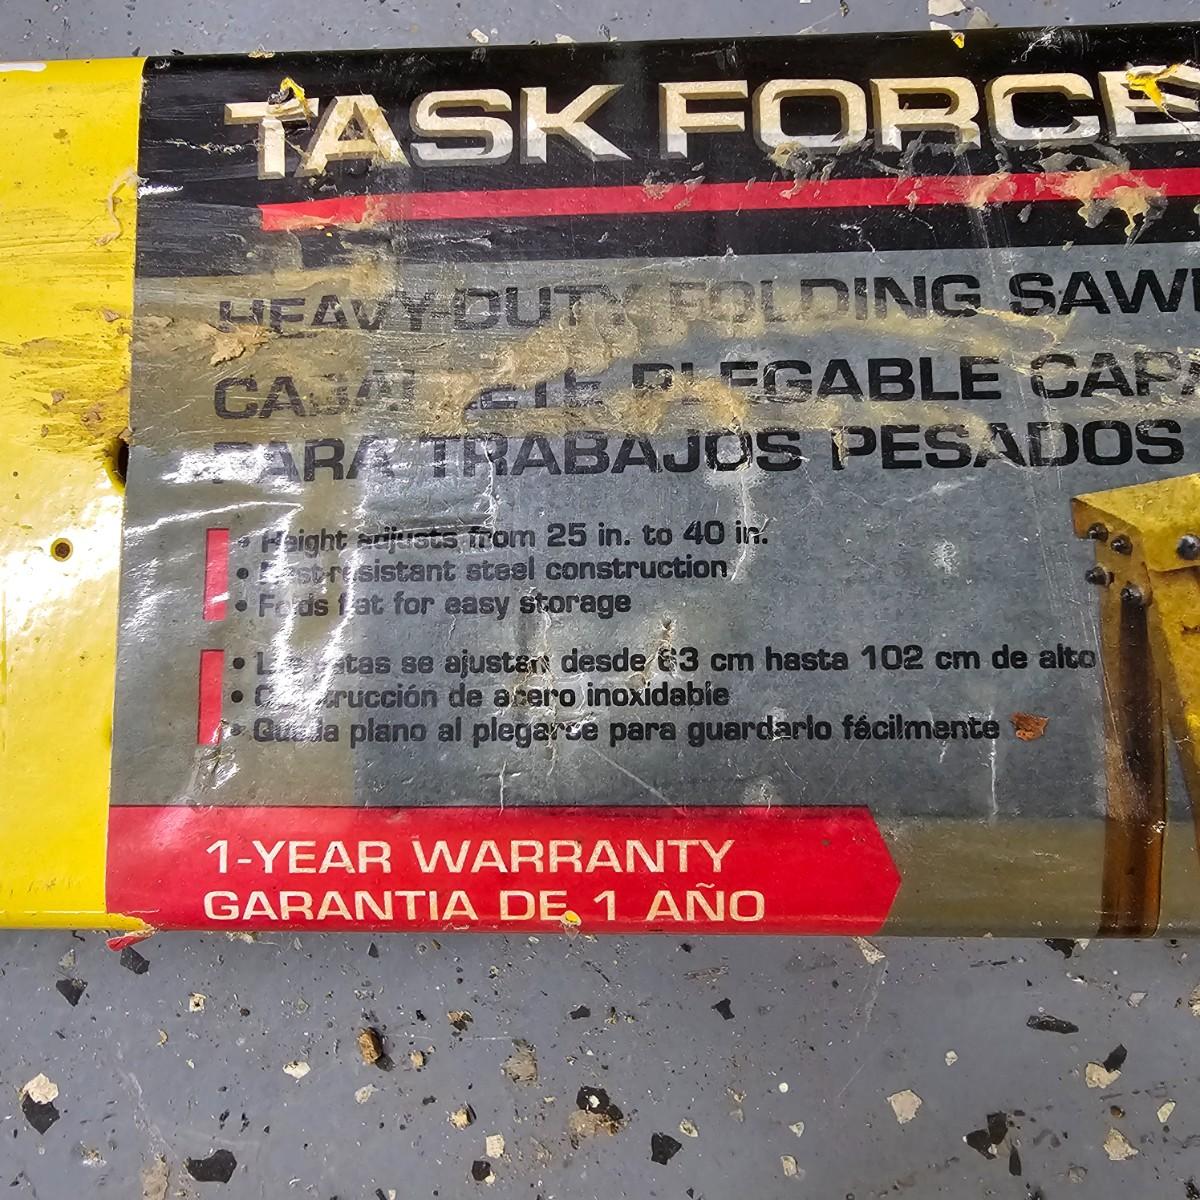 TASK FORCE
HEAVY-DUTY FOLDING SAWH
CABALLETE PLEGABLE CAPA
PARA TRABAJOS PESADOS
• Height adjusts from 25 in. to 40 in.
• Rust-resistant steel construction
• Folds flat for easy storage
• Las patas se ajustan desde 63 cm hasta 102 cm de alto
• Construcción de acero inoxidable
• Queda plano al plegarse para guardarlo fácilmente
1-YEAR WARRANTY
GARANTIA DE 1 AÑO